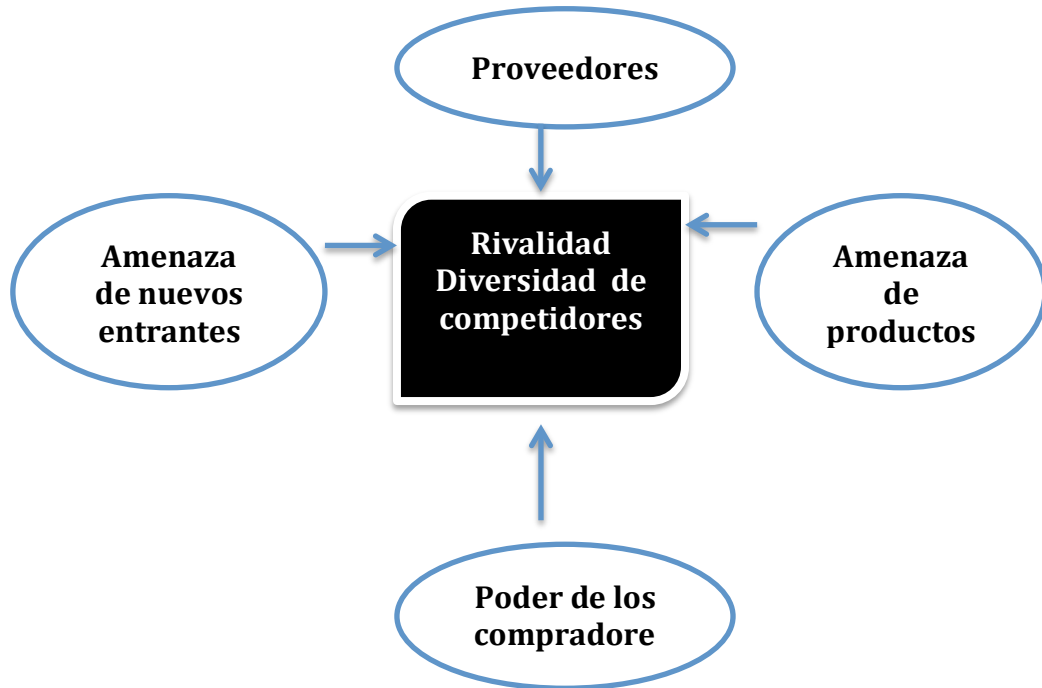 Proveedores
Amenaza
de nuevos
entrantes
Rivalidad
Diversidad de
competidores
Amenaza
de
productos
Poder de los
compradore